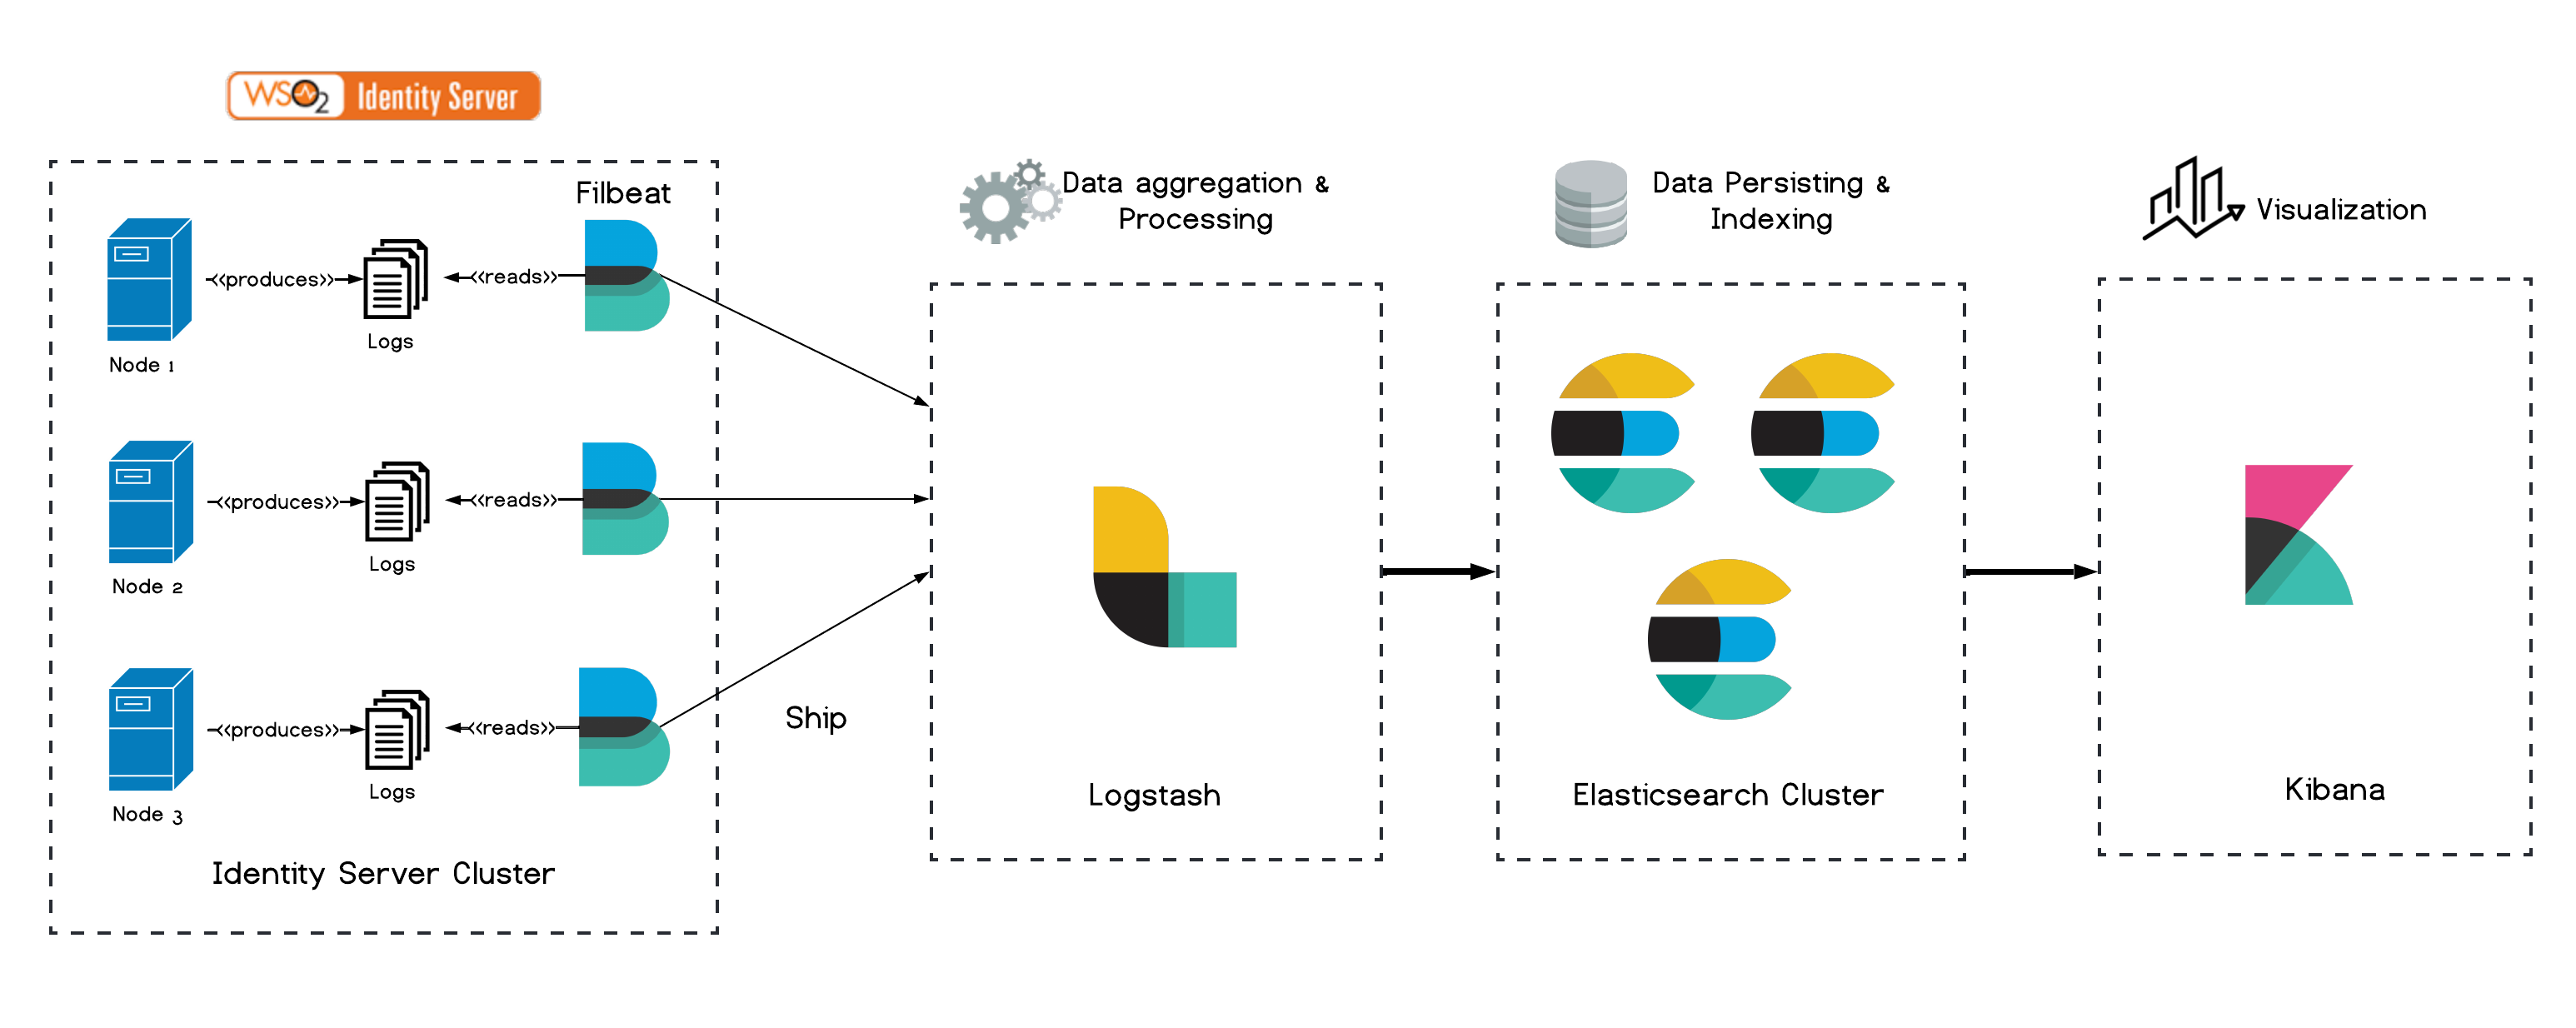 WSO2 Identity Server
Filbeat
<<produces>>
<<reads>>
Logs
Node 1
<<produces>>
<<reads>>
Logs
Node 2
<<produces>>
<<reads>>
Logs
Node 3
Identity Server Cluster
Ship
Data aggregation &
Processing
Logstash
Data Persisting &
Indexing
Elasticsearch Cluster
Visualization
Kibana